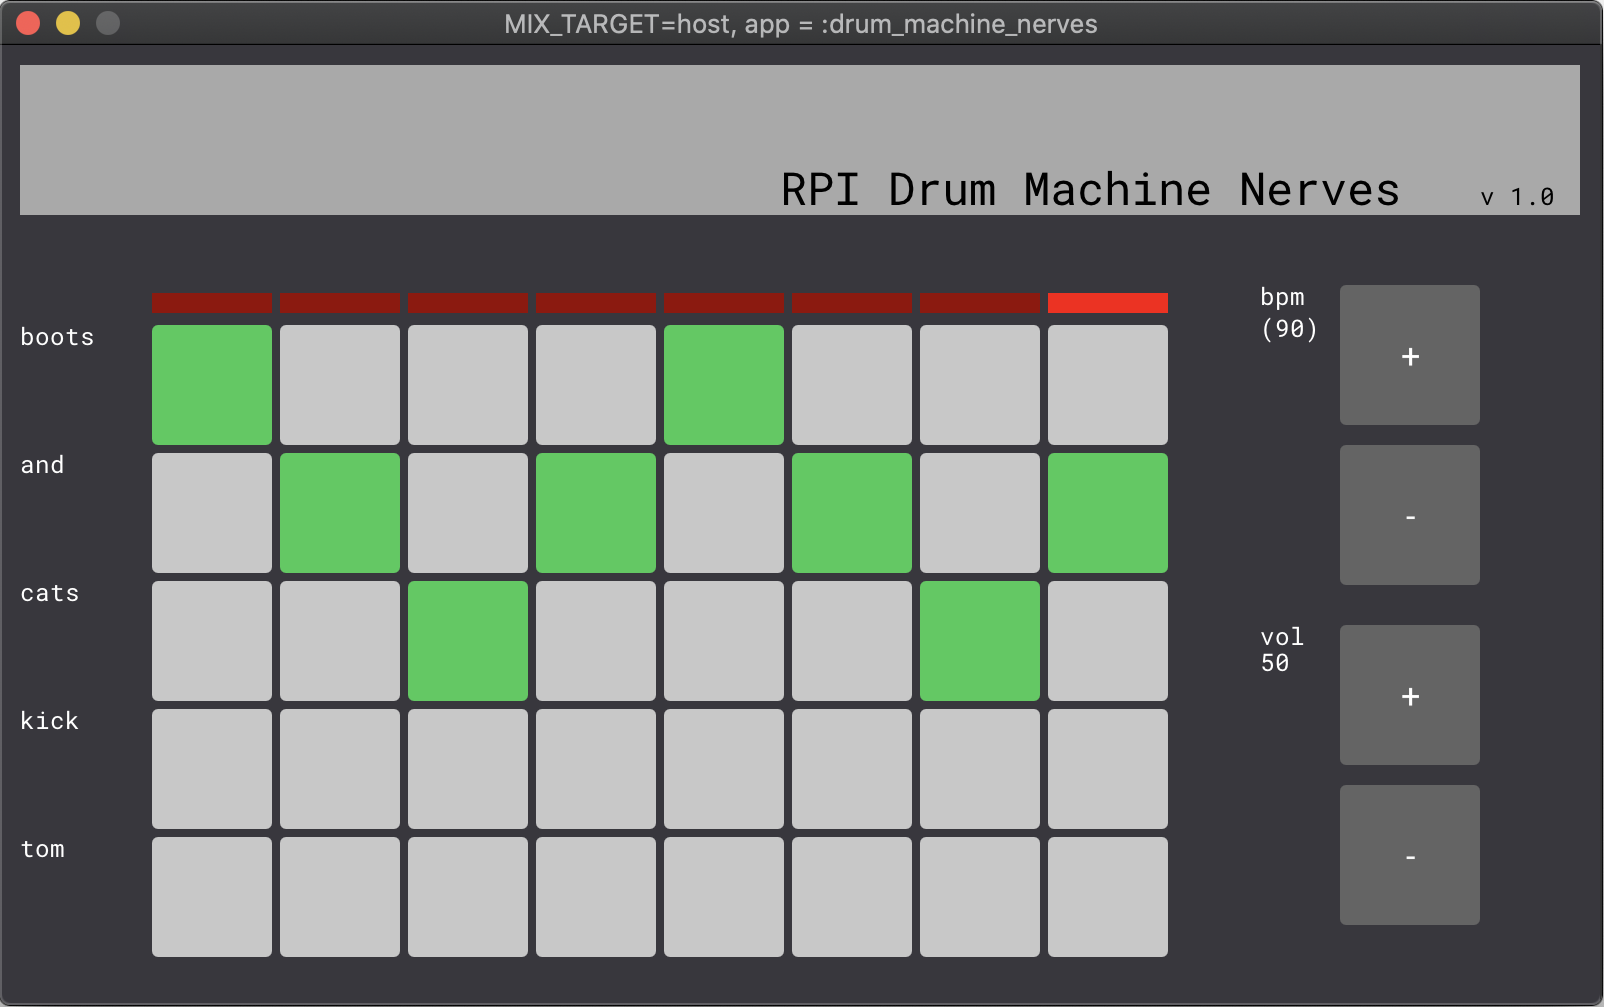 MIX_TARGET=host, app = :drum_machine_nerves
RPI Drum Machine Nerves v 1.0
boots
and
cats
kick
tom
bpm
(90)
+
-
vol
50
+
-